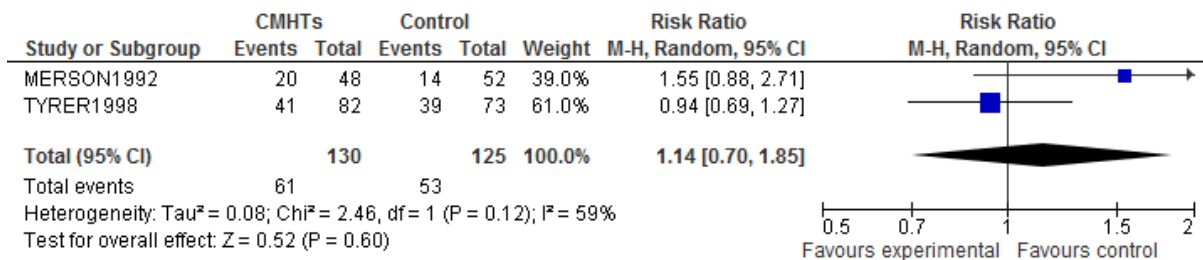 CMHTs Control Risk Ratio Risk Ratio
Study or Subgroup Events Total Events Total Weight M-H, Random, 95% CI M-H, Random, 95% CI
MERSON1992 20 48 14 52 39.0% 1.55 [0.88, 2.71]
TYRER1998 41 82 39 73 61.0% 0.94 [0.69, 1.27]
Total (95% CI) 130 125 100.0% 1.14 [0.70, 1.85]
Total events 61 53
Heterogeneity: Tau² = 0.08; Chi² = 2.46, df = 1 (P = 0.12); I² = 59%
Test for overall effect: Z = 0.52 (P = 0.60)
0.5 0.7 1 1.5 2
Favours experimental Favours control